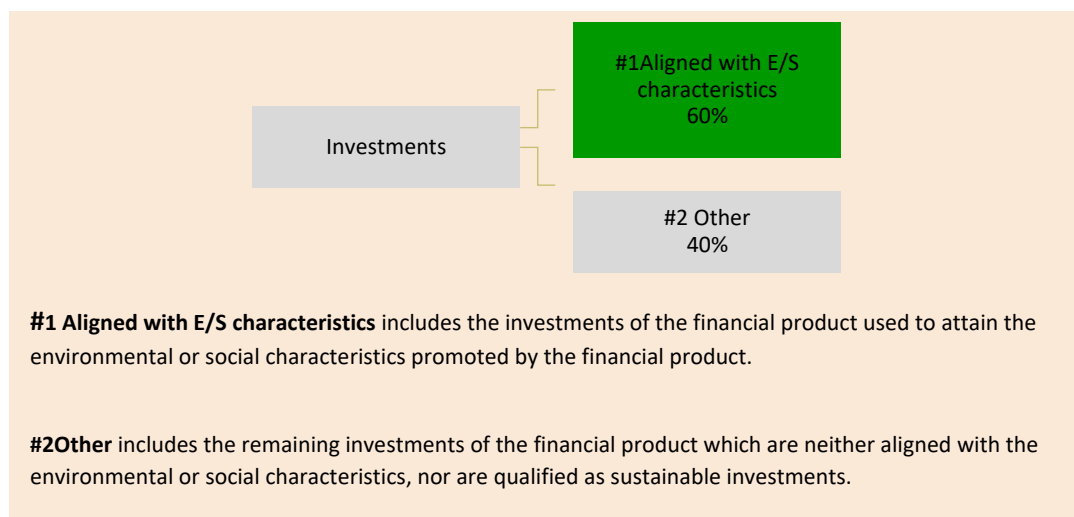 #1Aligned with E/S
characteristics
60%
Investments
#2 Other
40%
#1 Aligned with E/S characteristics includes the investments of the financial product used to attain the
environmental or social characteristics promoted by the financial product.
#2Other includes the remaining investments of the financial product which are neither aligned with the
environmental or social characteristics, nor are qualified as sustainable investments.